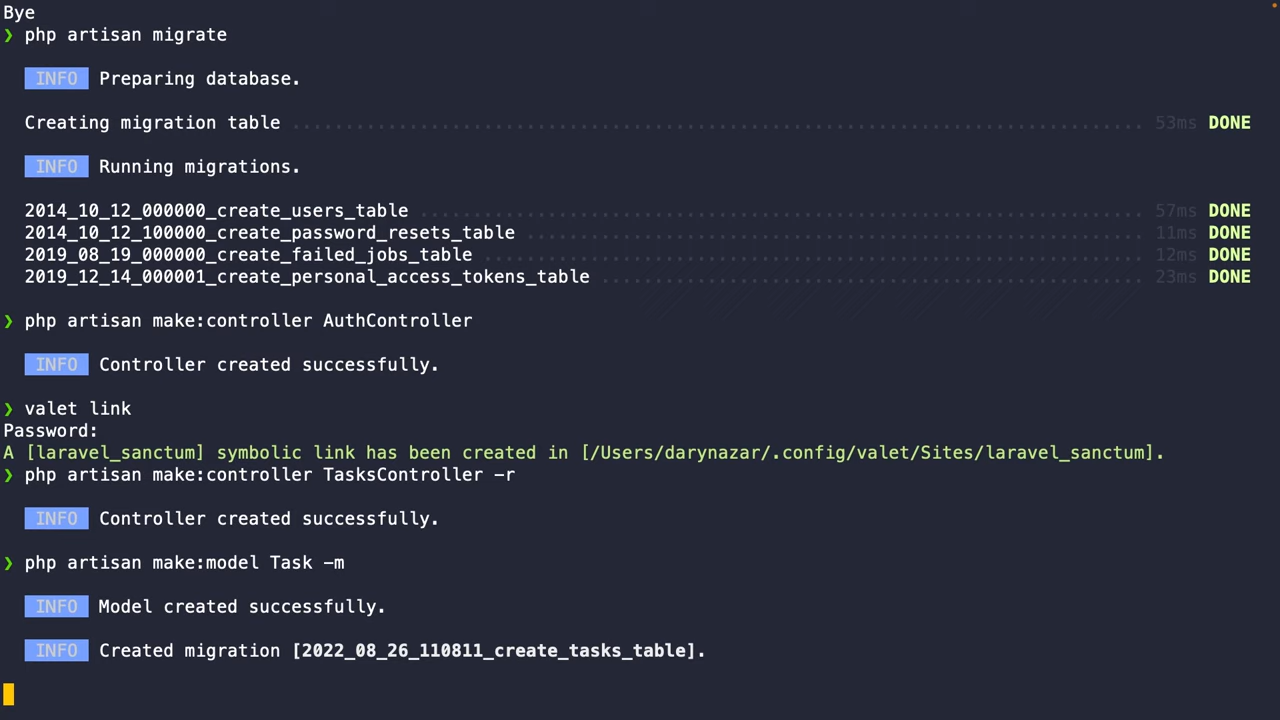 Bye
❯ php artisan migrate
INFO Preparing database.
Creating migration table ................................................................................ 53ms DONE
INFO Running migrations.
2014_10_12_000000_create_users_table .................................................................... 57ms DONE
2014_10_12_100000_create_password_resets_table .......................................................... 11ms DONE
2019_08_19_000000_create_failed_jobs_table .............................................................. 12ms DONE
2019_12_14_000001_create_personal_access_tokens_table ................................................... 23ms DONE
❯ php artisan make:controller AuthController
INFO Controller created successfully.
❯ valet link
Password:
A [laravel_sanctum] symbolic link has been created in [/Users/darynazar/.config/valet/Sites/laravel_sanctum].
❯ php artisan make:controller TasksController -r
INFO Controller created successfully.
❯ php artisan make:model Task -m
INFO Model created successfully.
INFO Created migration [2022_08_26_110811_create_tasks_table].